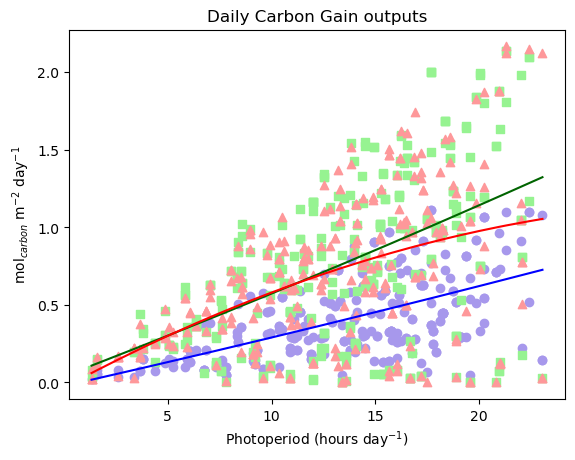 Daily Carbon Gain outputs
2.0
1.5
1.0
0.5
0.0
mol_{carbon} m^{-2} day^{-1}
5 10 15 20
Photoperiod (hours day^{-1})